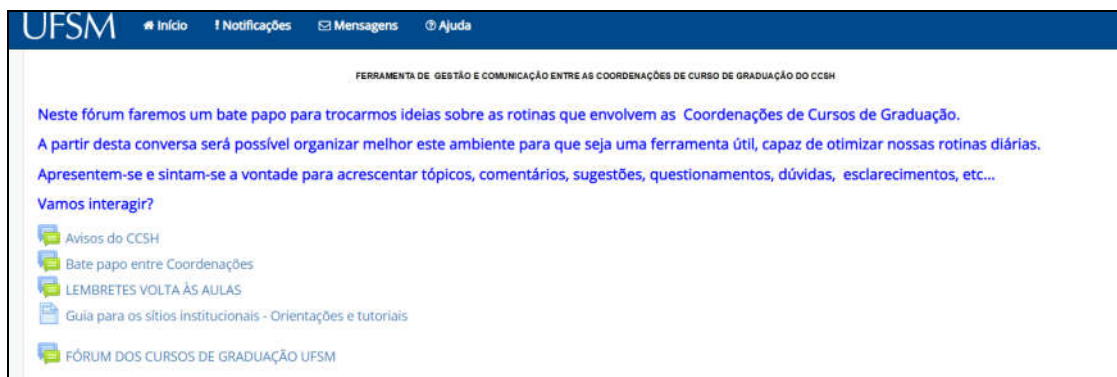 UFSM Início Notificações Mensagens Ajuda
FERRAMENTA DE GESTÃO E COMUNICAÇÃO ENTRE AS COORDENAÇÕES DE CURSO DE GRADUAÇÃO DO CCSH
Neste fórum faremos um bate papo para trocarmos ideias sobre as rotinas que envolvem as Coordenações de Cursos de Graduação.
A partir desta conversa será possível organizar melhor este ambiente para que seja uma ferramenta útil, capaz de otimizar nossas rotinas diárias.
Apresentem-se e sintam-se a vontade para acrescentar tópicos, comentários, sugestões, questionamentos, dúvidas, esclarecimentos, etc...
Vamos interagir?
Avisos do CCSH
Bate papo entre Coordenações
LEMBRETES VOLTA ÀS AULAS
Guia para os sítios institucionais - Orientações e tutoriais
FÓRUM DOS CURSOS DE GRADUAÇÃO UFSM